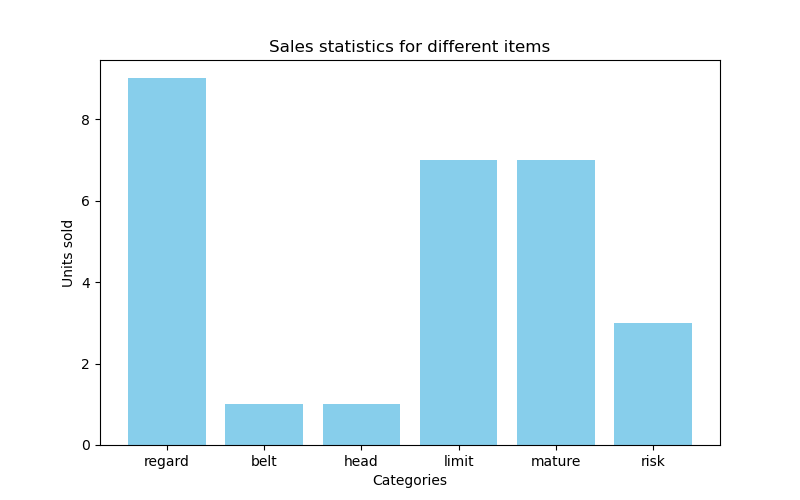 Sales statistics for different items
Units sold
8
6
4
2
0
regard belt head limit mature risk
Categories